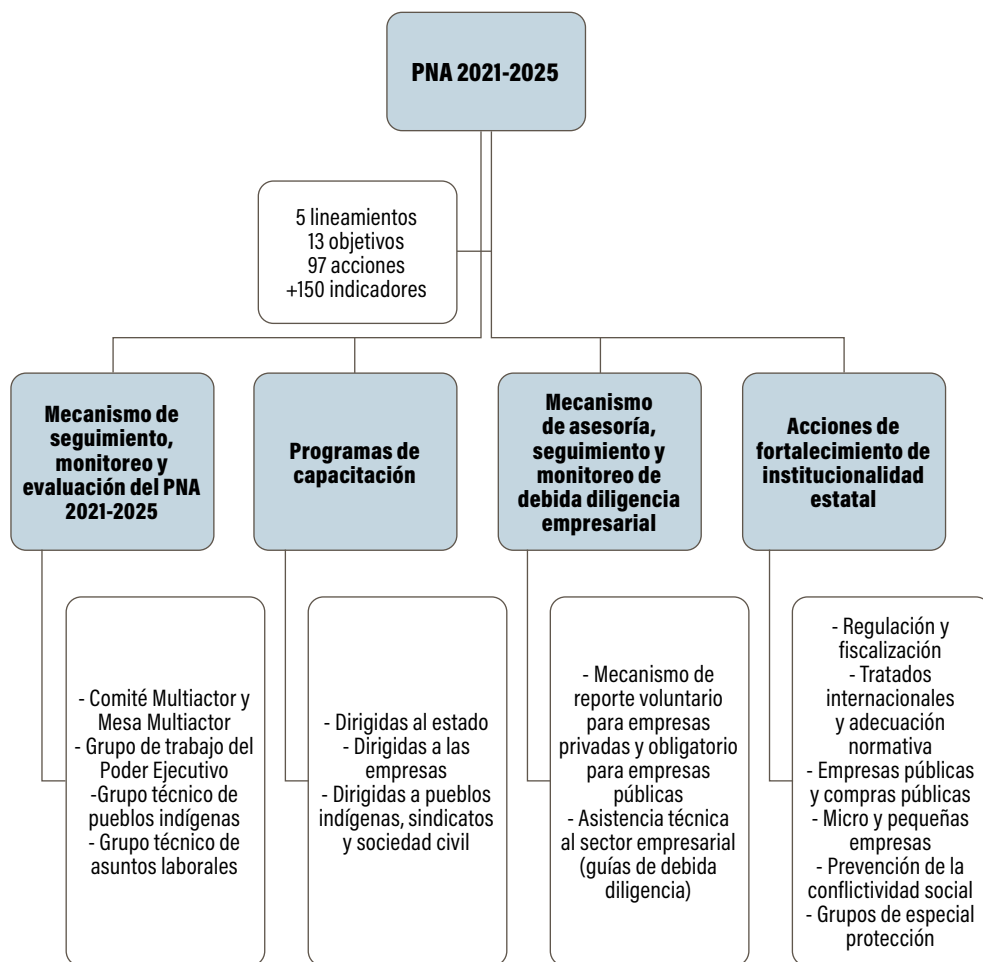 PNA 2021-2025
5 lineamientos
13 objetivos
97 acciones
+150 indicadores
Mecanismo de
seguimiento,
monitoreo y
evaluación del PNA
2021-2025
Programas de
capacitación
Mecanismo
de asesoría,
seguimiento y
monitoreo de
debida diligencia
empresarial
Acciones de
fortalecimiento de
institucionalidad
estatal
- Comité Multiactor y
Mesa Multiactor
- Grupo de trabajo del
Poder Ejecutivo
-Grupo técnico de
pueblos indígenas
- Grupo técnico de
asuntos laborales
- Dirigidas al estado
- Dirigidas a las
empresas
- Dirigidas a pueblos
indígenas, sindicatos
y sociedad civil
- Mecanismo de
reporte voluntario
para empresas
privadas y obligatorio
para empresas
públicas
- Asistencia técnica
al sector empresarial
(guías de debida
diligencia)
- Regulación y
fiscalización
- Tratados
internacionales
y adecuación
normativa
- Empresas públicas
y compras públicas
- Micro y pequeñas
empresas
- Prevención de la
conflictividad social
- Grupos de especial
protección